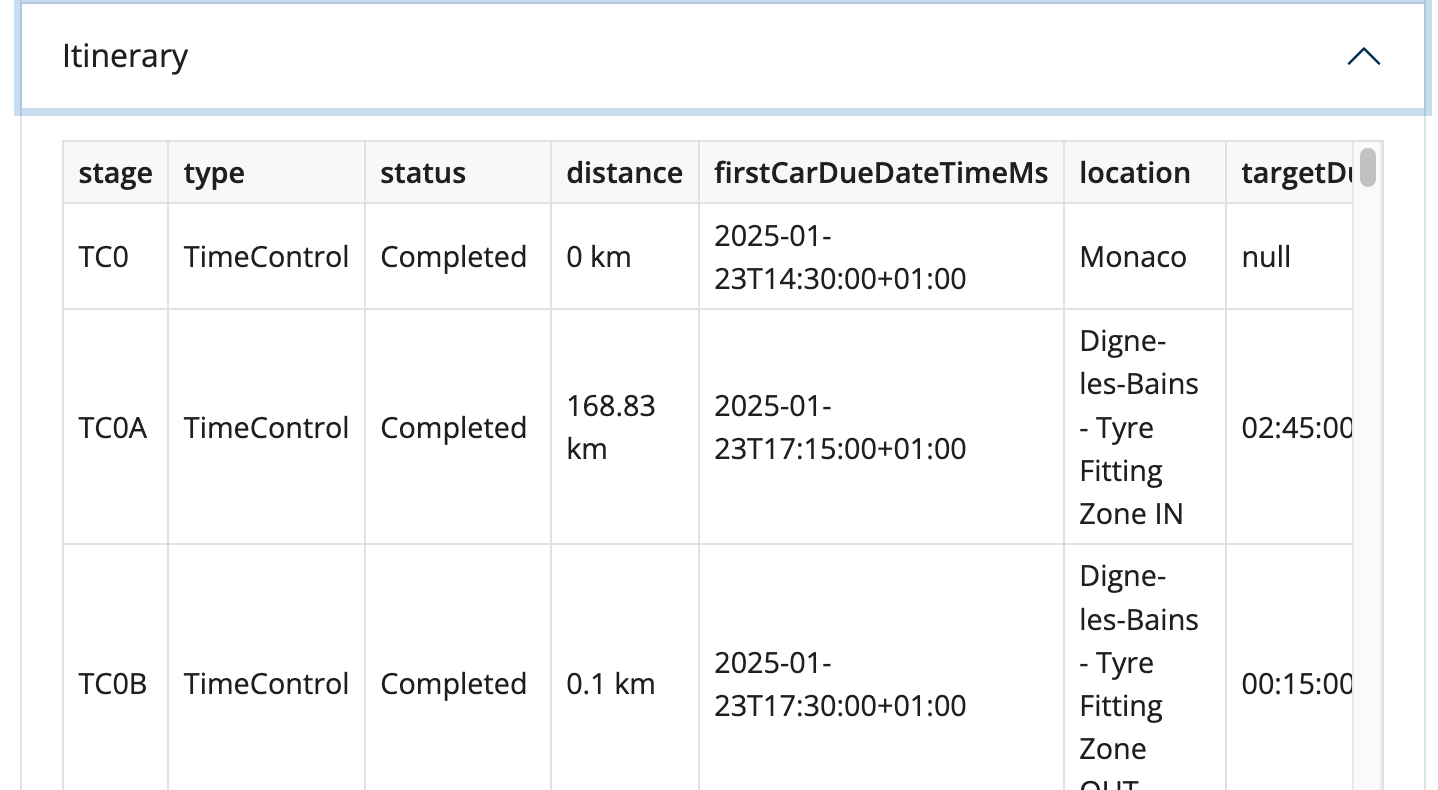 Itinerary
stage type status distance firstCarDueDateTimeMs location
TC0 TimeControl Completed 0 km 2025-01-
23T14:30:00+01:00 Monaco null
TC0A TimeControl Completed 168.83
km 2025-01-
23T17:15:00+01:00 Digne-
les-Bains
- Tyre
Fitting
Zone IN 02:45:00
TC0B TimeControl Completed 0.1 km 2025-01-
23T17:30:00+01:00 Digne-
les-Bains
- Tyre
Fitting
Zone
OUT 00:15:00